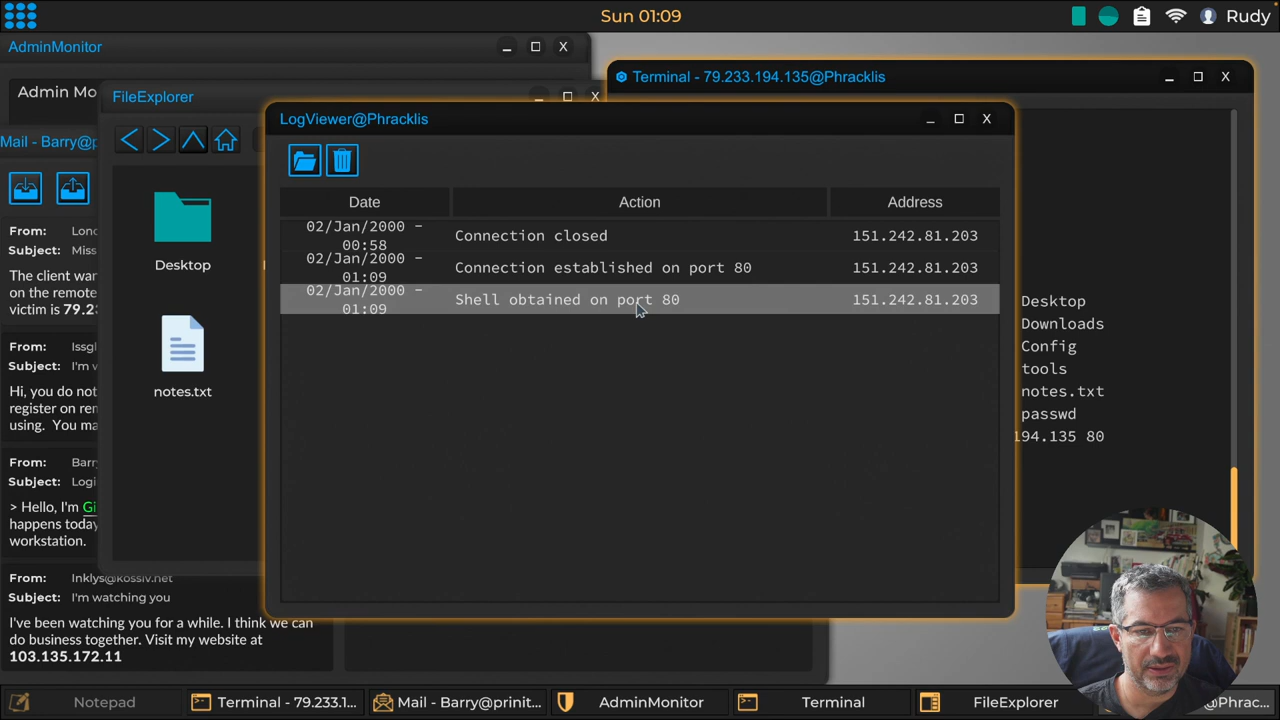 Sun 01:09
Rudy
AdminMonitor
Admin Mo
Mail - Barry@p
From:
Subject: Miss
The client war
on the remote
victim is 79.2
From: Issgl
Subject: I'm w
Hi, you do not
register on rem
using. You ma
From: Barr
Subject: Logi
> Hello, I'm Gi
happens today
workstation.
From: Inklys@kossiv.net
Subject: I'm watching you
I've been watching you for a while. I think we can
do business together. Visit my website at
103.135.172.11
FileExplorer
Desktop
notes.txt
Terminal - 79.233.194.135@Phracklis
Desktop
Downloads
Config
tools
notes.txt
passwd
194.135 80
LogViewer@Phracklis
Date Action Address
02/Jan/2000 -
00:58 Connection closed 151.242.81.203
02/Jan/2000 -
01:09 Connection established on port 80 151.242.81.203
02/Jan/2000 -
01:09 Shell obtained on port 80 151.242.81.203
Notepad
Terminal - 79.233.1...
Mail - Barry@prinit...
AdminMonitor
Terminal
FileExplorer
@Phrac...